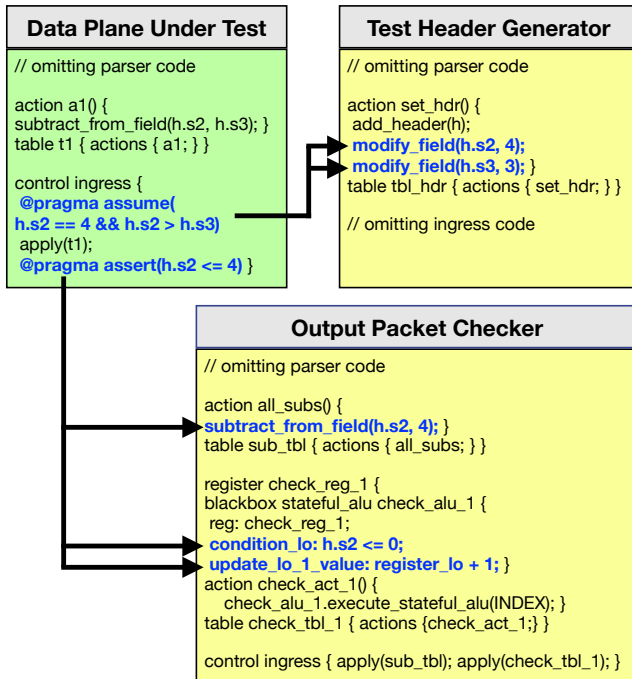 Data Plane Under Test
// omitting parser code
action a1() {
subtract_from_field(h.s2, h.s3); }
table t1 { actions { a1; } }
control ingress {
@pragma assume(
h.s2 == 4 && h.s2 > h.s3)
apply(t1);
@pragma assert(h.s2 <= 4) }
Test Header Generator
// omitting parser code
action set_hdr() {
add_header(h);
modify_field(h.s2, 4);
modify_field(h.s3, 3); }
table tbl_hdr { actions { set_hdr; } }
// omitting ingress code
Output Packet Checker
// omitting parser code
action all_subs() {
subtract_from_field(h.s2, 4); }
table sub_tbl { actions { all_subs; } }
register check_reg_1 {
blackbox stateful_alu check_alu_1 {
reg: check_reg_1;
condition_lo: h.s2 <= 0;
update_lo_1_value: register_lo + 1; }
action check_act_1() {
check_alu_1.execute_stateful_alu(INDEX); }
table check_tbl_1 { actions {check_act_1;} }
control ingress { apply(sub_tbl); apply(check_tbl_1); }